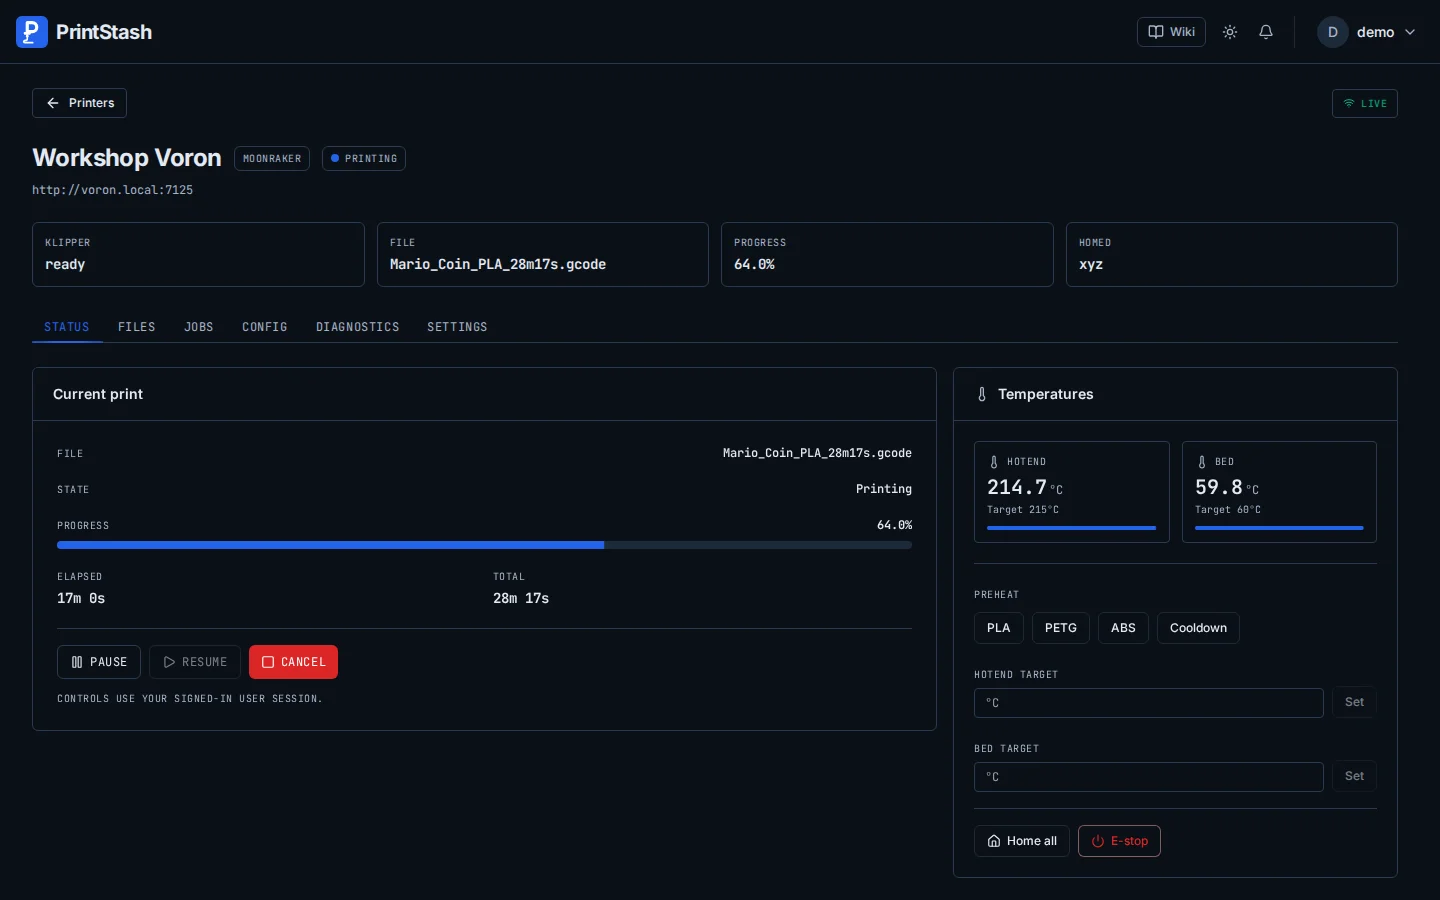 PrintStash
Wiki
D
demo
Printers
LIVE
Workshop Voron
MOONRAKER
PRINTING
http://voron.local:7125
KLIPPER
ready
FILE
Mario_Coin_PLA_28m17s.gcode
PROGRESS
64.0%
HOMED
xyz
STATUS
FILES
JOBS
CONFIG
DIAGNOSTICS
SETTINGS
Current print
FILE
Mario_Coin_PLA_28m17s.gcode
STATE
Printing
PROGRESS
64.0%
ELAPSED
17m 0s
TOTAL
28m 17s
PAUSE
RESUME
CANCEL
CONTROLS USE YOUR SIGNED-IN USER SESSION.
Temperatures
HOTEND
214.7°C
Target 215°C
BED
59.8°C
Target 60°C
PREHEAT
PLA
PETG
ABS
Cooldown
HOTEND TARGET
°C
Set
BED TARGET
°C
Set
Home all
E-stop